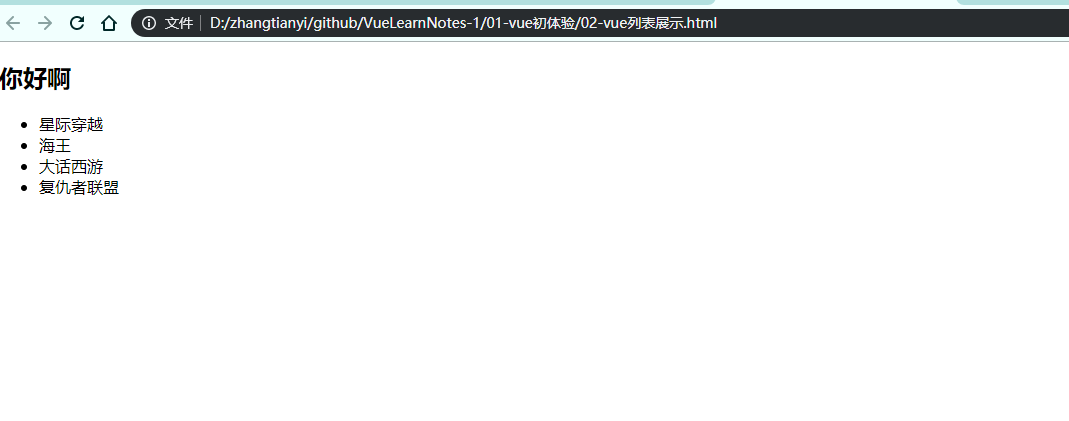 文件 D:/zhangtianyi/github/VueLearnNotes-1/01-vue初体验/02-vue列表展示.html
你好啊
星际穿越
海王
大话西游
复仇者联盟